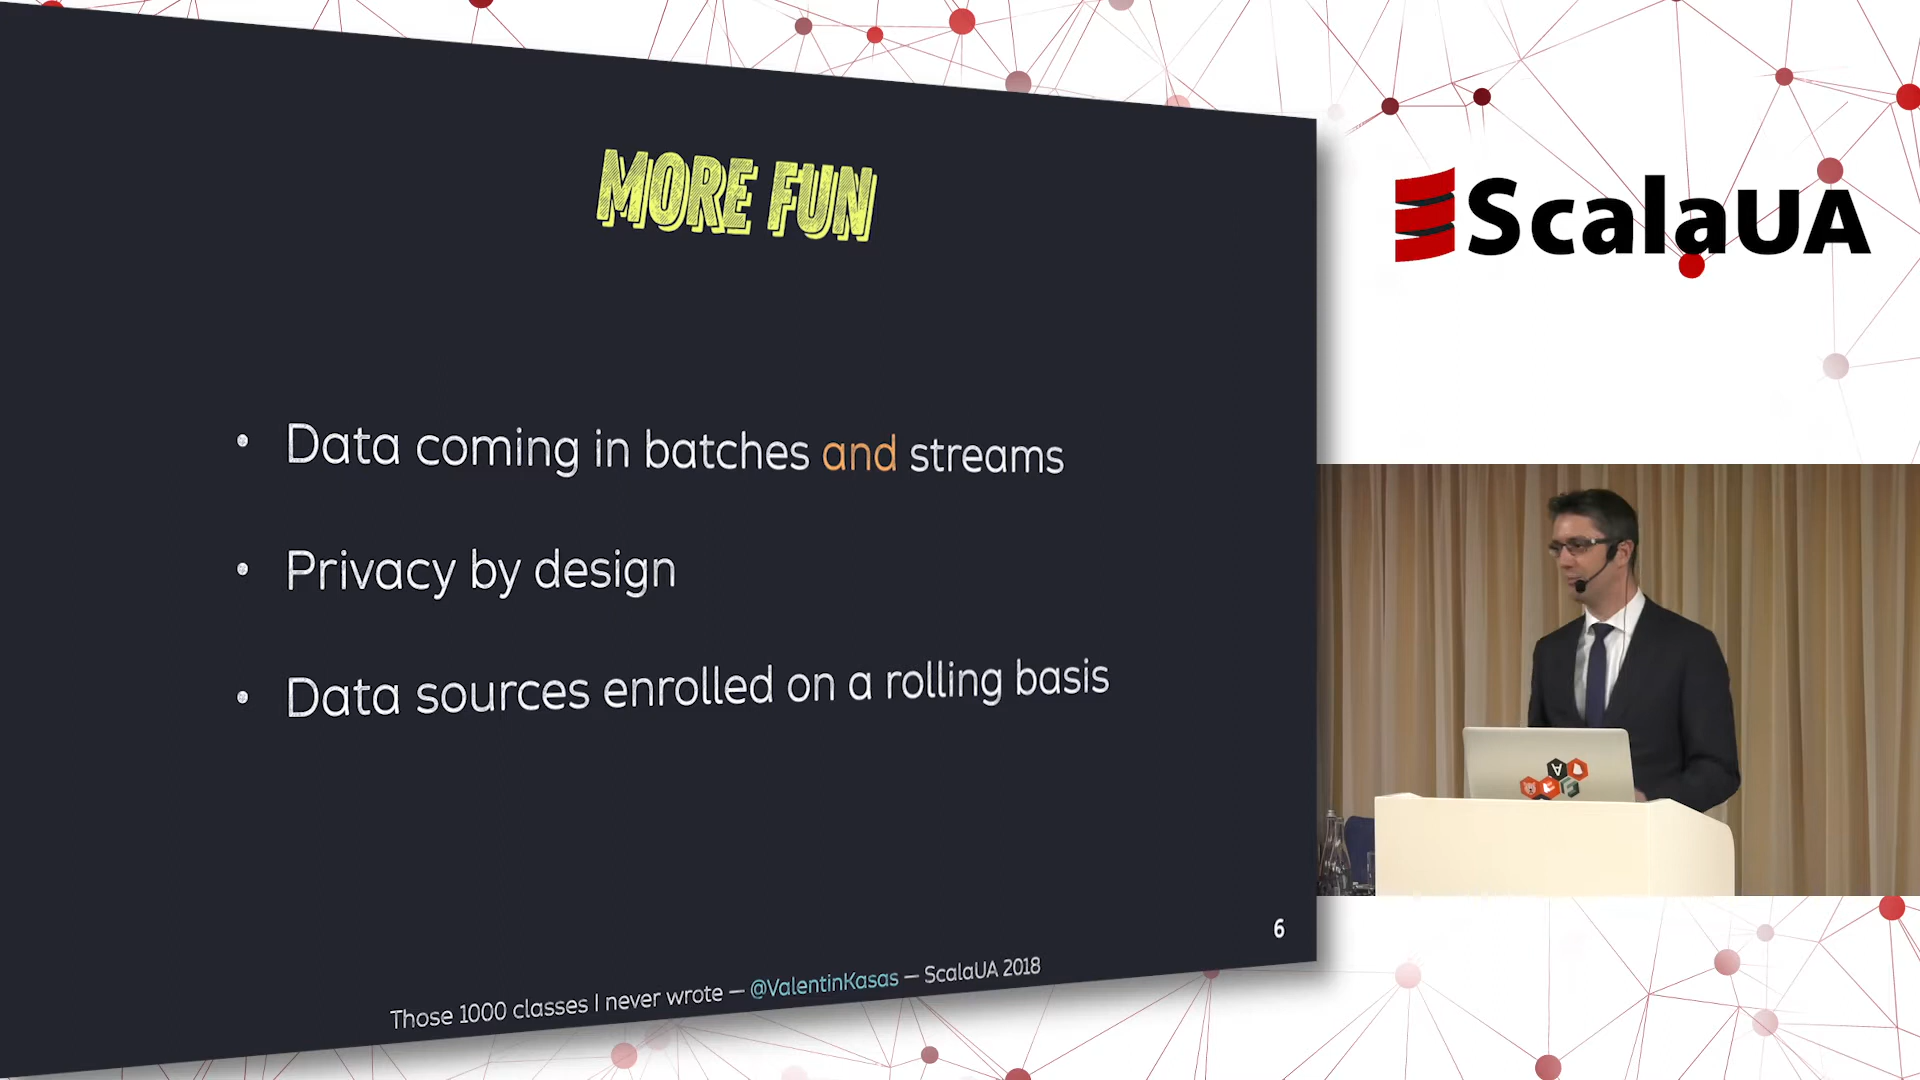 MORE FUN
ScalaUA
• Data coming in batches and streams
• Privacy by design
• Data sources enrolled on a rolling basis
6
Those 1000 classes I never wrote — @ValentinKasas — ScalaUA 2018